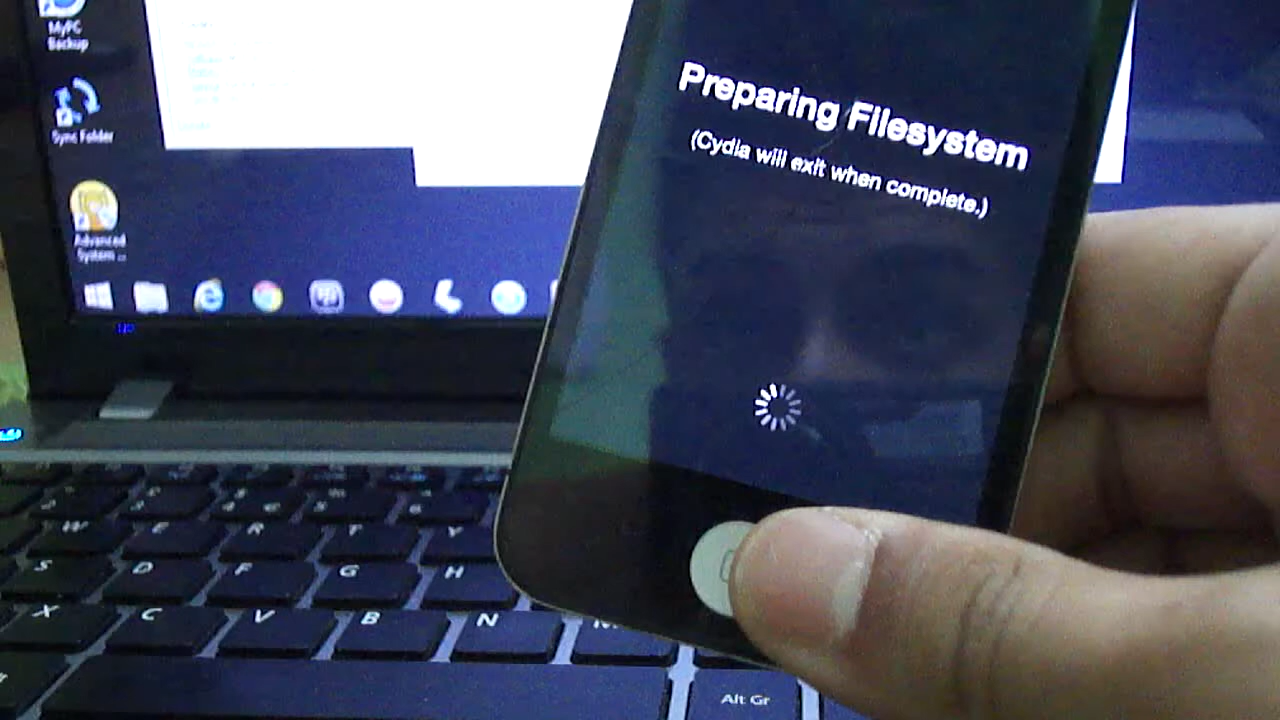 MyPC
Backup
Sync Folder
Advanced
System ...
Preparing Filesystem
(Cydia will exit when complete.)
W E R T Y
S D F G H
X C V B N M
Alt Gr